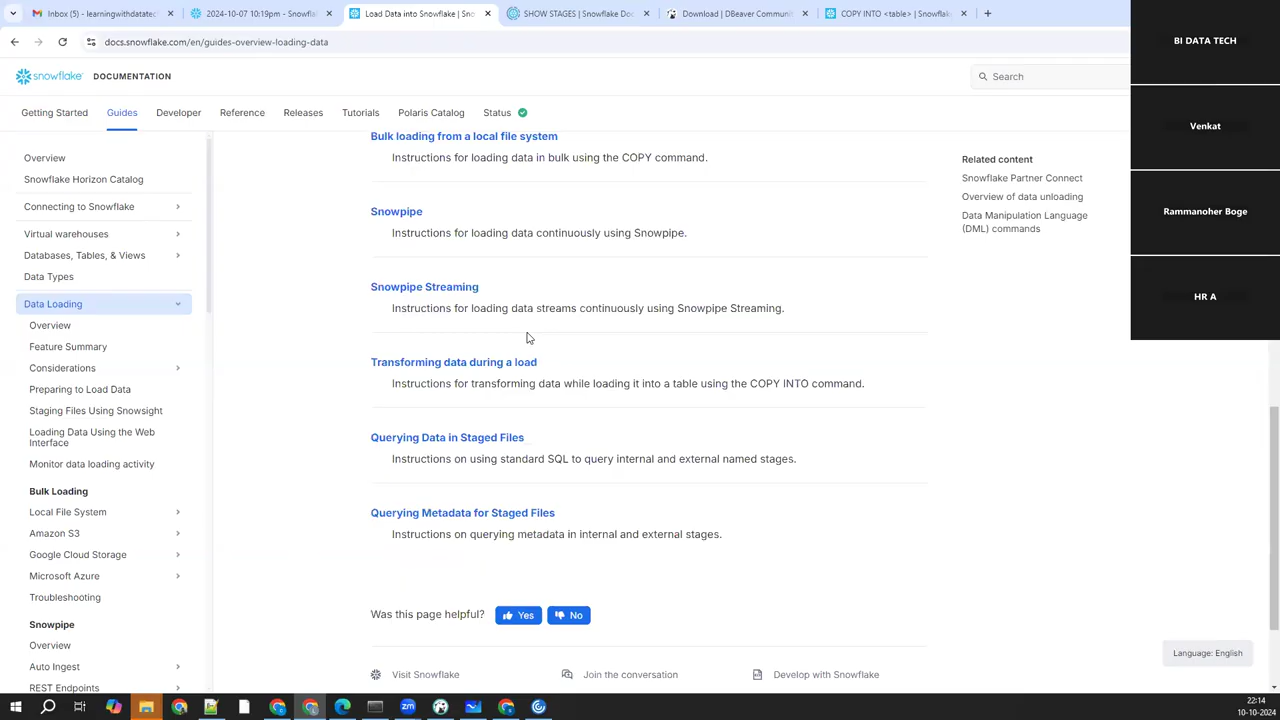 Inbox (5) - learningwithdatatech
2024-10-07 10:19pm - Snowfla
Load Data into Snowflake | Sno
SHOW STAGES | Snowflake Doc
Download | DBeaver Communit
COPY INTO <table> | Snowflak
docs.snowflake.com/en/guides-overview-loading-data
snowflake DOCUMENTATION
Search
Getting Started
Guides
Developer
Reference
Releases
Tutorials
Polaris Catalog
Status
Overview
Snowflake Horizon Catalog
Connecting to Snowflake
Virtual warehouses
Databases, Tables, & Views
Data Types
Data Loading
Overview
Feature Summary
Considerations
Preparing to Load Data
Staging Files Using Snowsight
Loading Data Using the Web
Interface
Monitor data loading activity
Bulk Loading
Local File System
Amazon S3
Google Cloud Storage
Microsoft Azure
Troubleshooting
Snowpipe
Overview
Auto Ingest
REST Endpoints
Bulk loading from a local file system
Instructions for loading data in bulk using the COPY command.
Snowpipe
Instructions for loading data continuously using Snowpipe.
Snowpipe Streaming
Instructions for loading data streams continuously using Snowpipe Streaming.
Transforming data during a load
Instructions for transforming data while loading it into a table using the COPY INTO command.
Querying Data in Staged Files
Instructions on using standard SQL to query internal and external named stages.
Querying Metadata for Staged Files
Instructions on querying metadata in internal and external stages.
Was this page helpful?
Yes
No
Visit Snowflake
Join the conversation
Develop with Snowflake
Related content
Snowflake Partner Connect
Overview of data unloading
Data Manipulation Language
(DML) commands
Language: English
BI DATA TECH
Venkat
Rammanoher Boge
HR A
22:14
10-10-2024